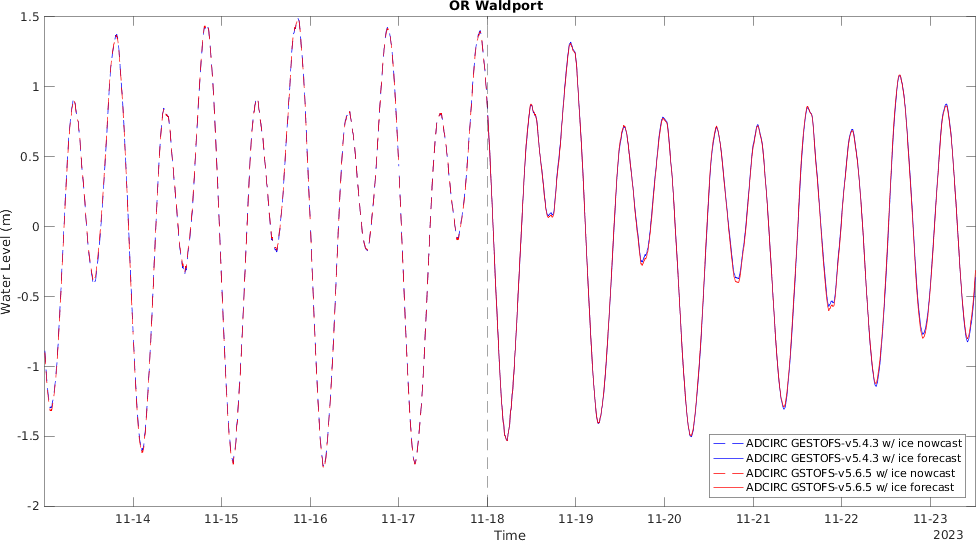 OR Waldport
1.5
1
0.5
0
-0.5
-1
-1.5
-2
Water Level (m)
11-14 11-15 11-16 11-17 11-18 11-19 11-20 11-21 11-22 11-23
Time
2023
ADCIRC GESTOFS-v5.4.3 w/ ice nowcast
ADCIRC GESTOFS-v5.4.3 w/ ice forecast
ADCIRC GSTOFS-v5.6.5 w/ ice nowcast
ADCIRC GSTOFS-v5.6.5 w/ ice forecast